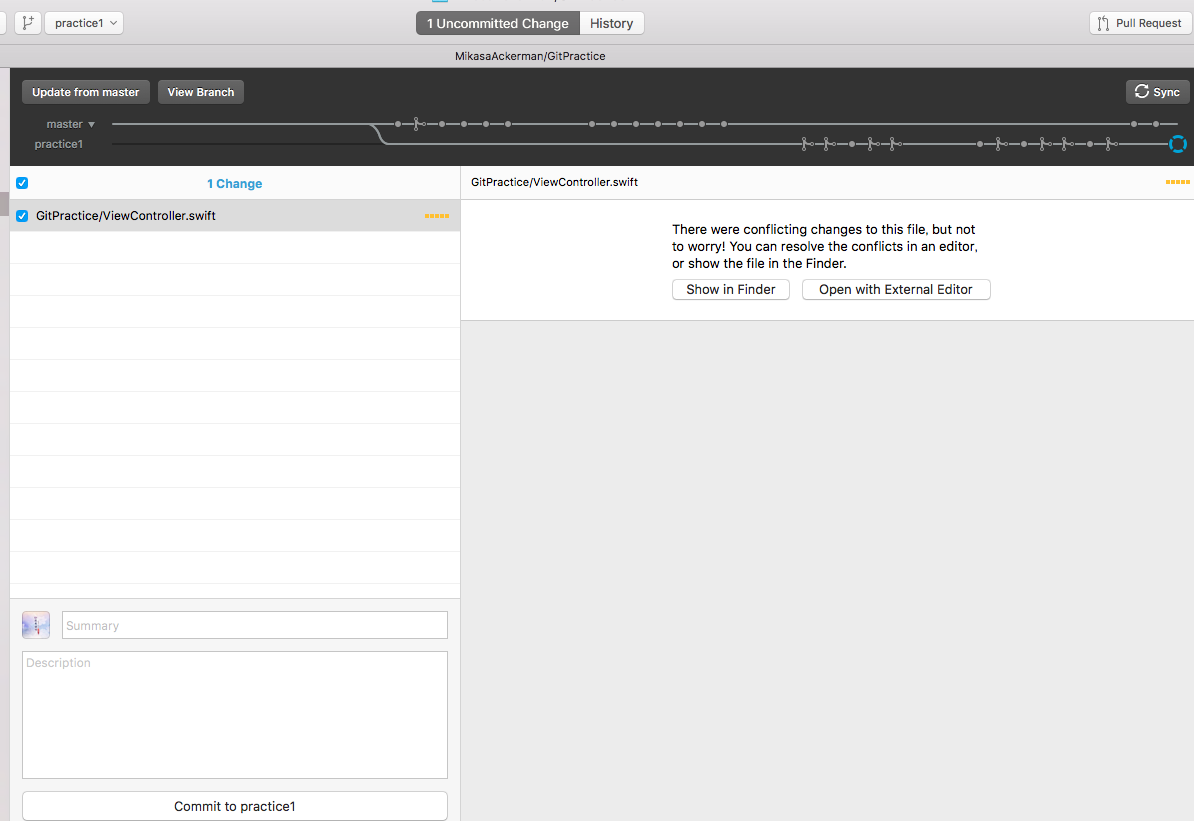 practice1
1 Uncommitted Change
History
Pull Request
MikasaAckerman/GitPractice
Update from master
View Branch
Sync
master
practice1
1 Change
GitPractice/ViewController.swift
GitPractice/ViewController.swift
There were conflicting changes to this file, but not
to worry! You can resolve the conflicts in an editor,
or show the file in the Finder.
Show in Finder
Open with External Editor
Summary
Description
Commit to practice1